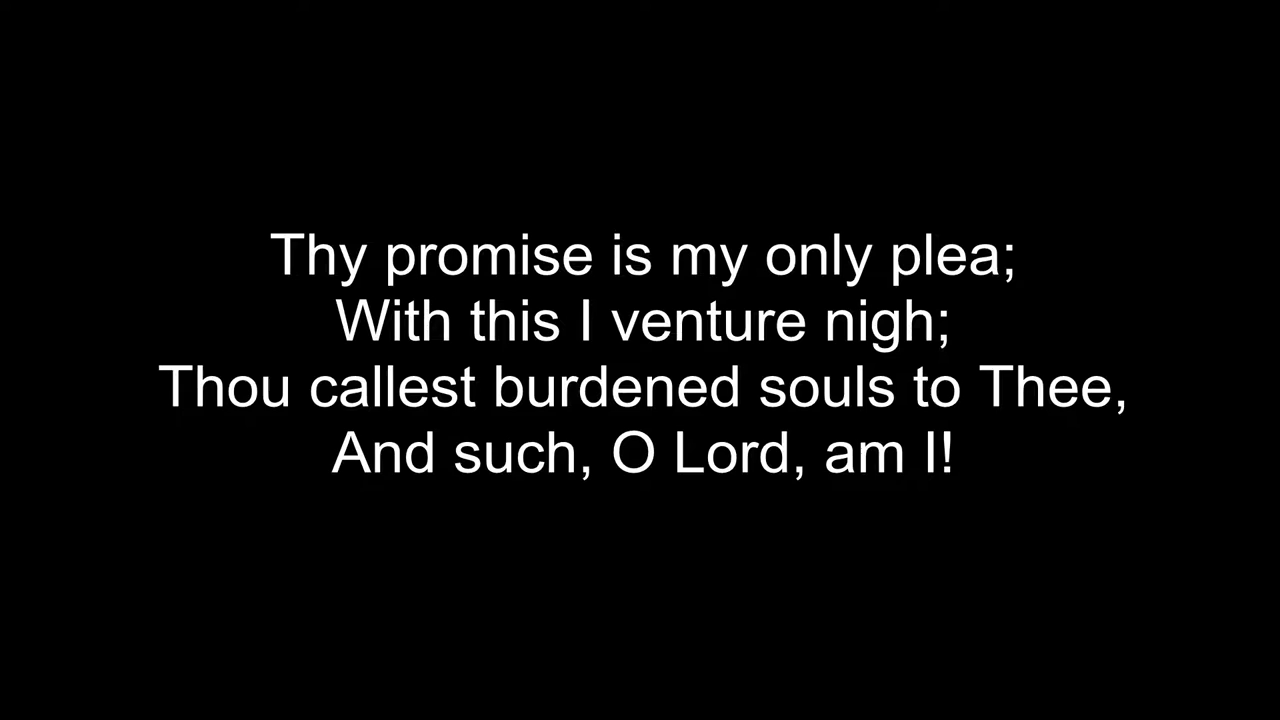 Thy promise is my only plea;
With this I venture nigh;
Thou callest burdened souls to Thee,
And such, O Lord, am I!